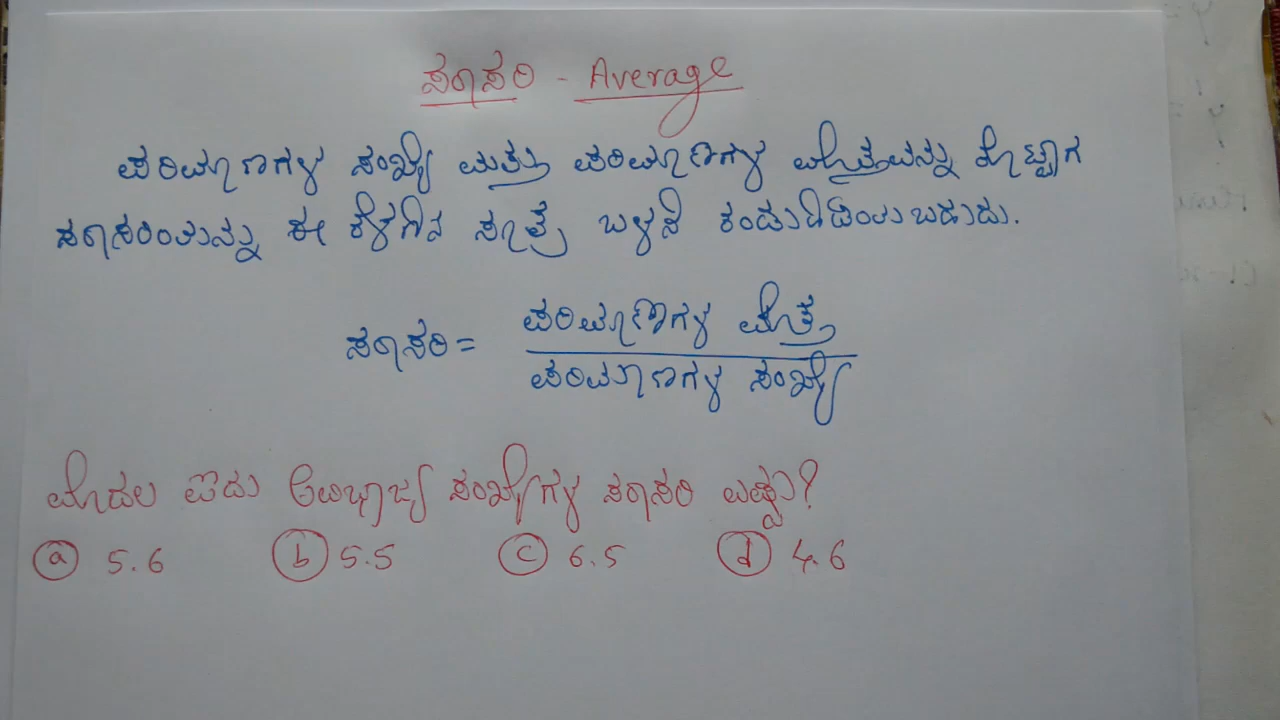 ಸರಾಸರಿ - Average
ಪರಿಮಾಣಗಳ ಸಂಖ್ಯೆ ಮತ್ತು ಪರಿಮಾಣಗಳ ಮೊತ್ತವನ್ನು ಕೊಟ್ಟಾಗ
ಸರಾಸರಿಯನ್ನು ಈ ಕೆಳಗಿನ ಸೂತ್ರ ಬಳಸಿ ಕಂಡುಹಿಡಿಯಬಹುದು.
ಸರಾಸರಿ = ಪರಿಮಾಣಗಳ ಮೊತ್ತ
ಪರಿಮಾಣಗಳ ಸಂಖ್ಯೆ
ಮೊದಲ ಐದು ಅವಿಭಾಜ್ಯ ಸಂಖ್ಯೆಗಳ ಸರಾಸರಿ ಎಷ್ಟು?
a 5.6 b 5.5 c 6.5 d 4.6